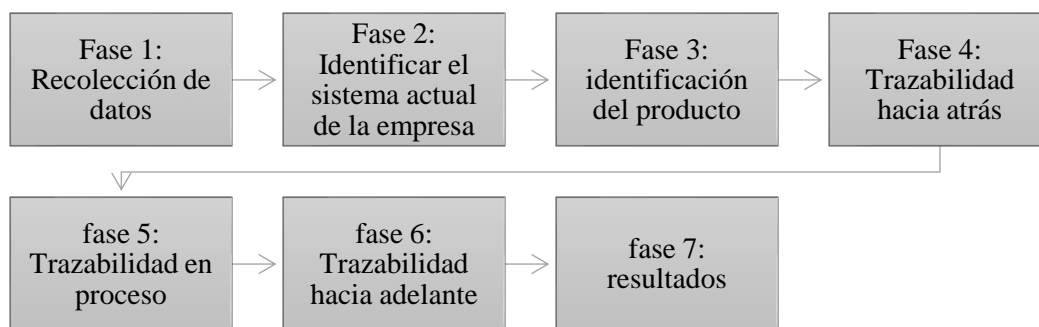 Fase 1:
Recolección de
datos
Fase 2:
Identificar el
sistema actual
de la empresa
Fase 3:
identificación
del producto
Fase 4:
Trazabilidad
hacia atrás
fase 5:
Trazabilidad en
proceso
fase 6:
Trazabilidad
hacia adelante
fase 7:
resultados